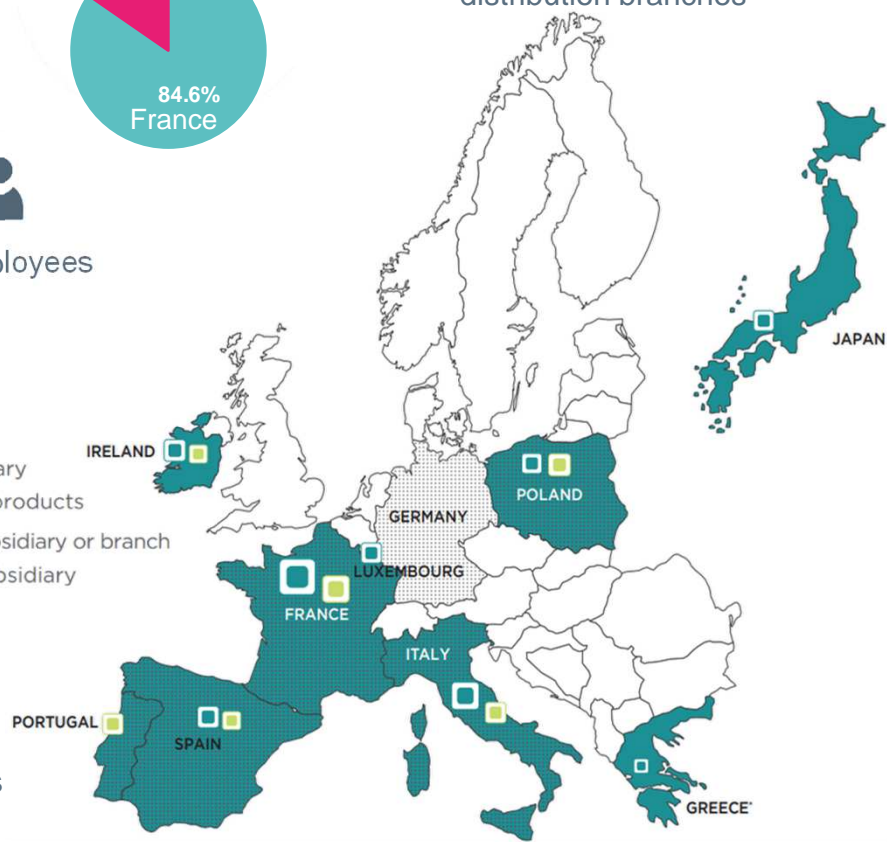 distribution branches
84.6%
France
ployees
JAPAN
IRELAND
ary
products
POLAND
GERMANY
sidiary or branch
LUXEMBOURG
sidiary
FRANCE
ITALY
PORTUGAL
SPAIN
s
GREECE*